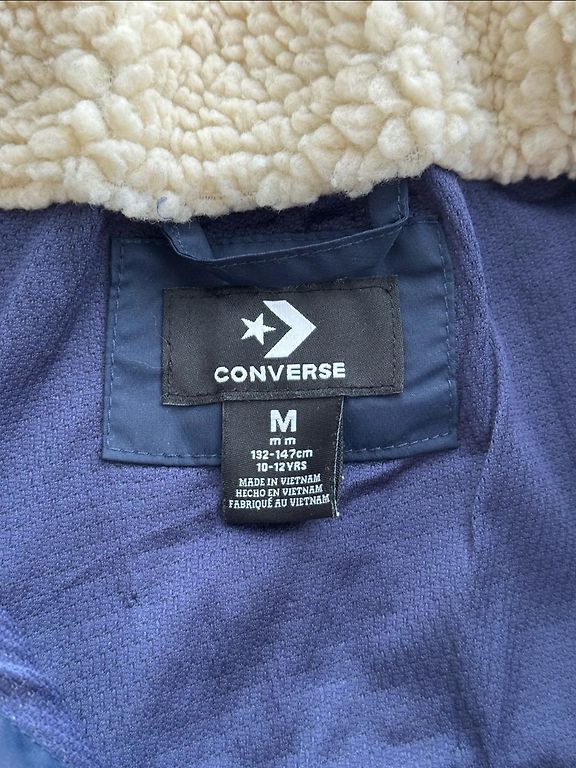 CONVERSE
M
m m
132-147cm
10-12YRS
MADE IN VIETNAM
HECHO EN VIETNAM
FABRIQUÉ AU VIETNAM